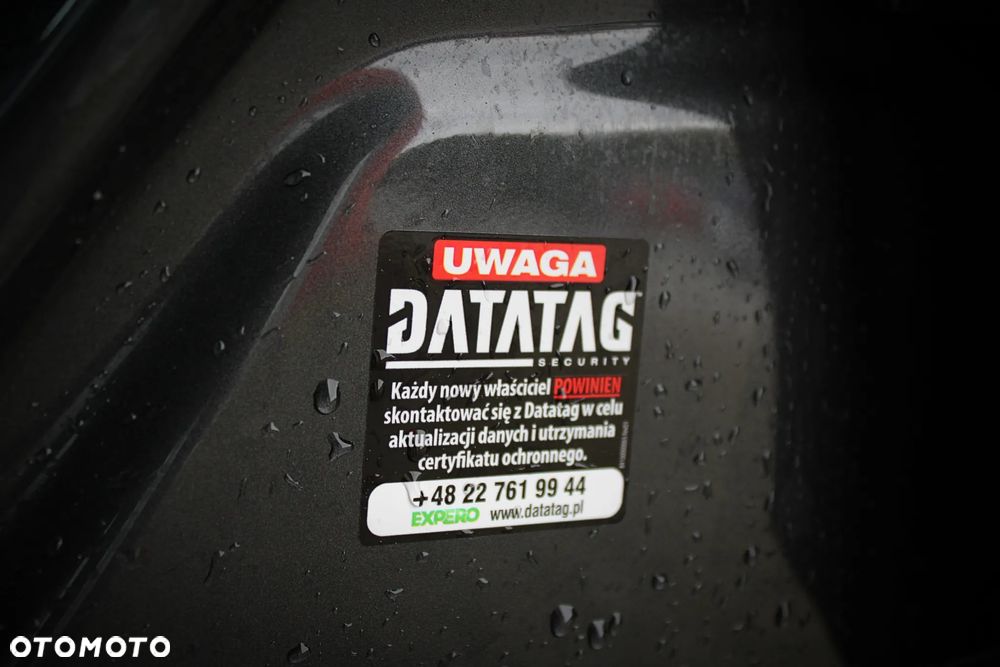 UWAGA
DATATAG
SECURITY
Każdy nowy właściciel POWINIEN
skontaktować się z Datatag w celu
aktualizacji danych i utrzymania
certyfikatu ochronnego.
+48 22 761 99 44
EXPERO www.datatag.pl
OTOMOTO